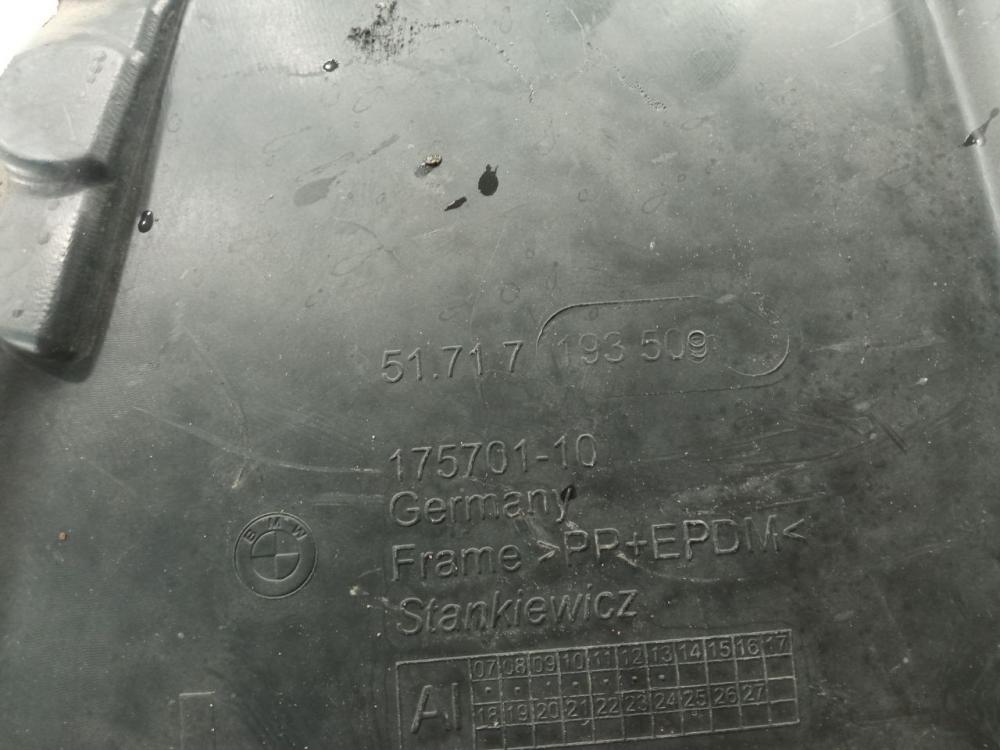 51.71 7 193 509
175701-10
Germany
BMW
Frame >PP+EPDM<
Stankiewicz
AI
07 08 09 10 11 12 13 14 15 16 17
18 19 20 21 22 23 24 25 26 27